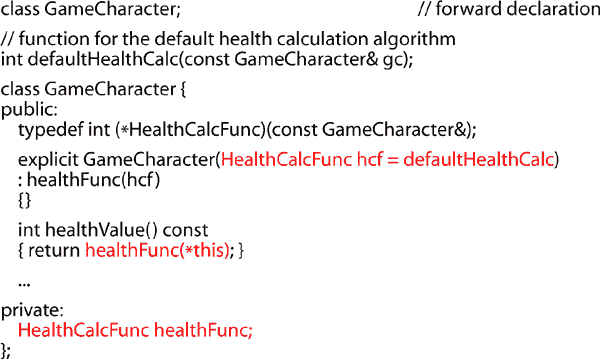 class GameCharacter; // forward declaration
// function for the default health calculation algorithm
int defaultHealthCalc(const GameCharacter& gc);
class GameCharacter {
public:
typedef int (*HealthCalcFunc)(const GameCharacter&);
explicit GameCharacter(HealthCalcFunc hcf = defaultHealthCalc)
: healthFunc(hcf)
{}
int healthValue() const
{ return healthFunc(*this); }
...
private:
HealthCalcFunc healthFunc;
};